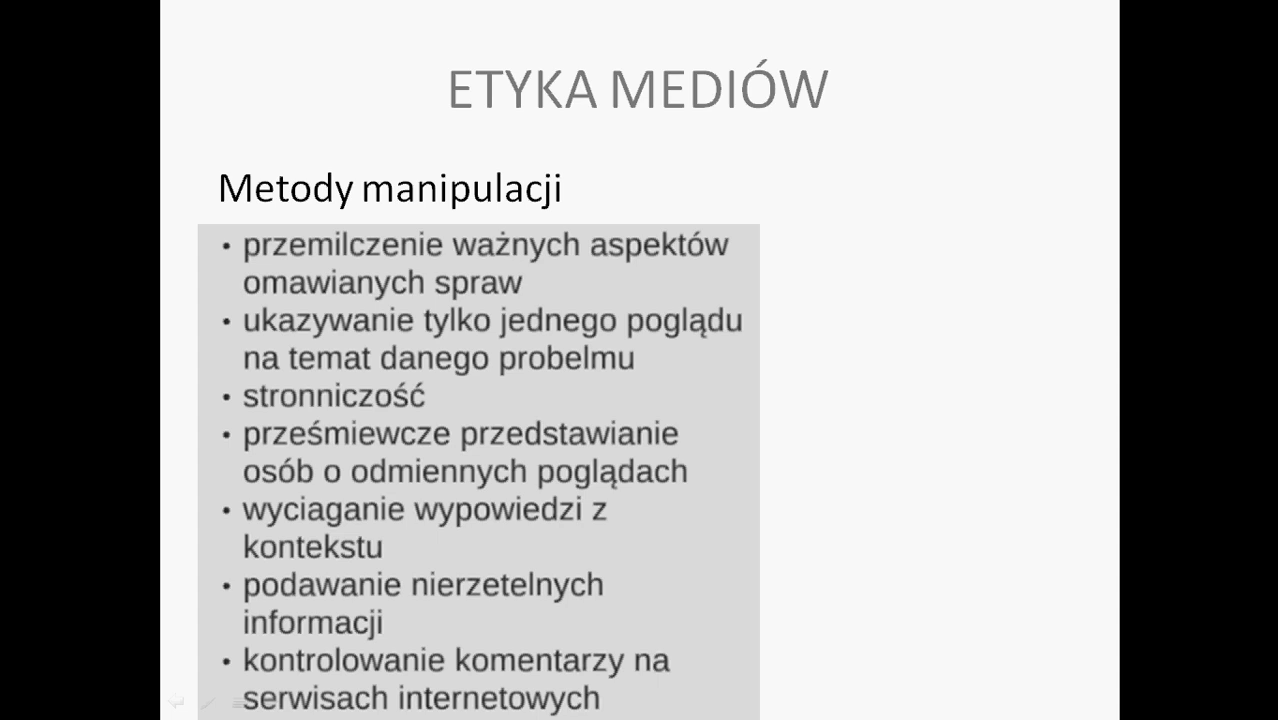 ETYKA MEDIÓW
Metody manipulacji
• przemilczenie ważnych aspektów
omawianych spraw
• ukazywanie tylko jednego poglądu
na temat danego probelmu
• stronniczość
• prześmiewcze przedstawianie
osób o odmiennych poglądach
• wyciaganie wypowiedzi z
kontekstu
• podawanie nierzetelnych
informacji
• kontrolowanie komentarzy na
serwisach internetowych